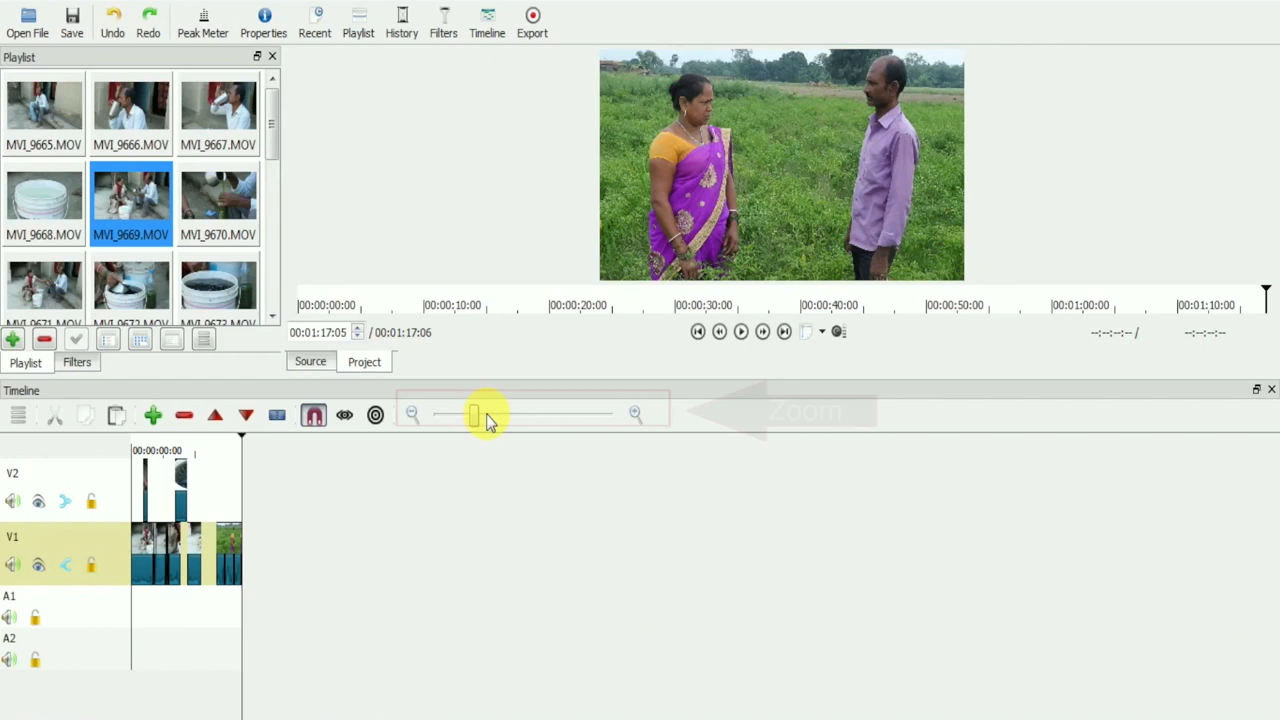 Open File Save Undo Redo Peak Meter Properties Recent Playlist History Filters Timeline Export
Playlist
MVI_9665.MOV MVI_9666.MOV MVI_9667.MOV
MVI_9668.MOV MVI_9669.MOV MVI_9670.MOV
Playlist Filters
|00:00:00:00 |00:00:10:00 |00:00:20:00 |00:00:30:00 |00:00:40:00 |00:00:50:00 |00:01:00:00 |00:01:10:00
00:01:17:05 / 00:01:17:06 --:--:--:-- / --:--:--:--
Source Project
Timeline
Zoom
00:00:00:00
V2
V1
A1
A2